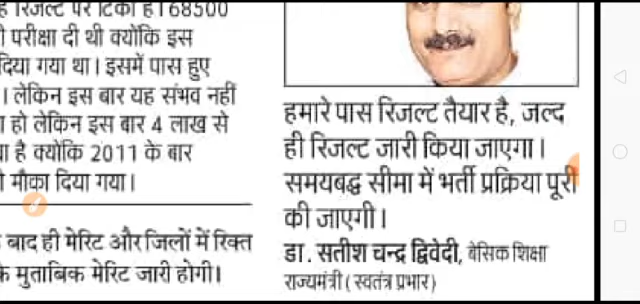 रिजल्ट पर टिका है। 68500
परीक्षा दी थी क्योंकि इस
दिया गया था। इसमें पास हुए
। लेकिन इस बार यह संभव नहीं
हो लेकिन इस बार 4 लाख से
है क्योंकि 2011 के बार
मौका दिया गया।
बाद ही मेरिट और जिलों में रिक्त
के मुताबिक मेरिट जारी होगी।
हमारे पास रिजल्ट तैयार है, जल्द
ही रिजल्ट जारी किया जाएगा।
समयबद्ध सीमा में भर्ती प्रक्रिया पूरी
की जाएगी।
डा. सतीश चन्द्र द्विवेदी, बेसिक शिक्षा
राज्यमंत्री (स्वतंत्र प्रभार)